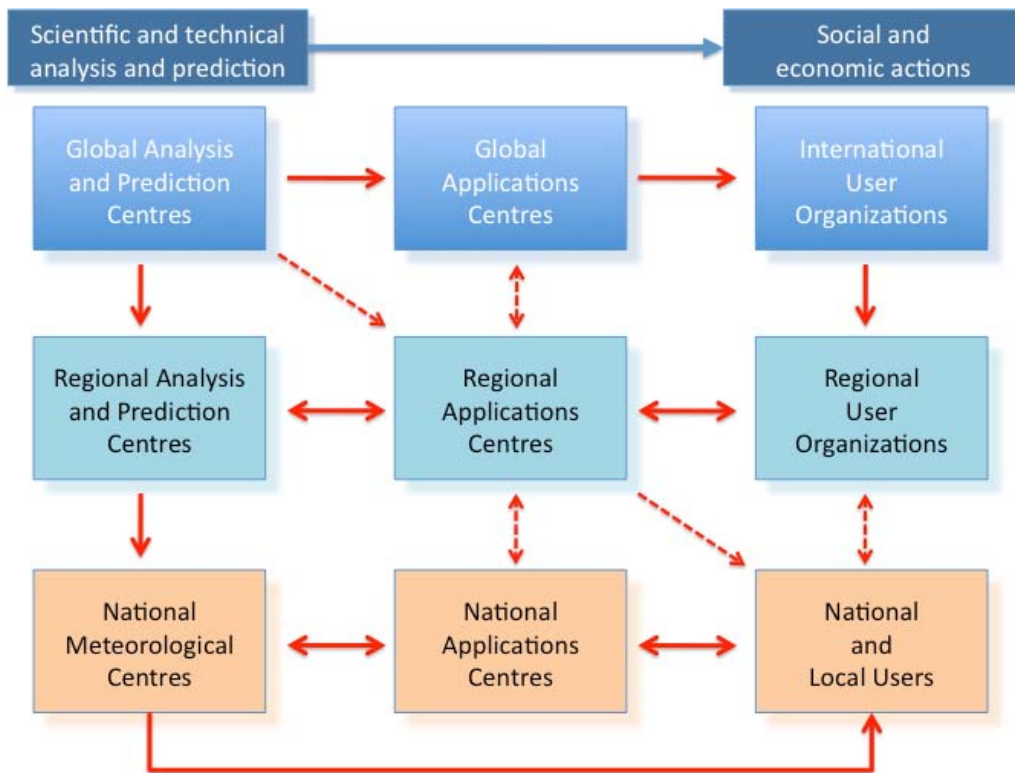 Scientific and technical
analysis and prediction
Social and
economic actions
Global Analysis
and Prediction
Centres
Global
Applications
Centres
International
User
Organizations
Regional Analysis
and Prediction
Centres
Regional
Applications
Centres
Regional
User
Organizations
National
Meteorological
Centres
National
Applications
Centres
National
and
Local Users